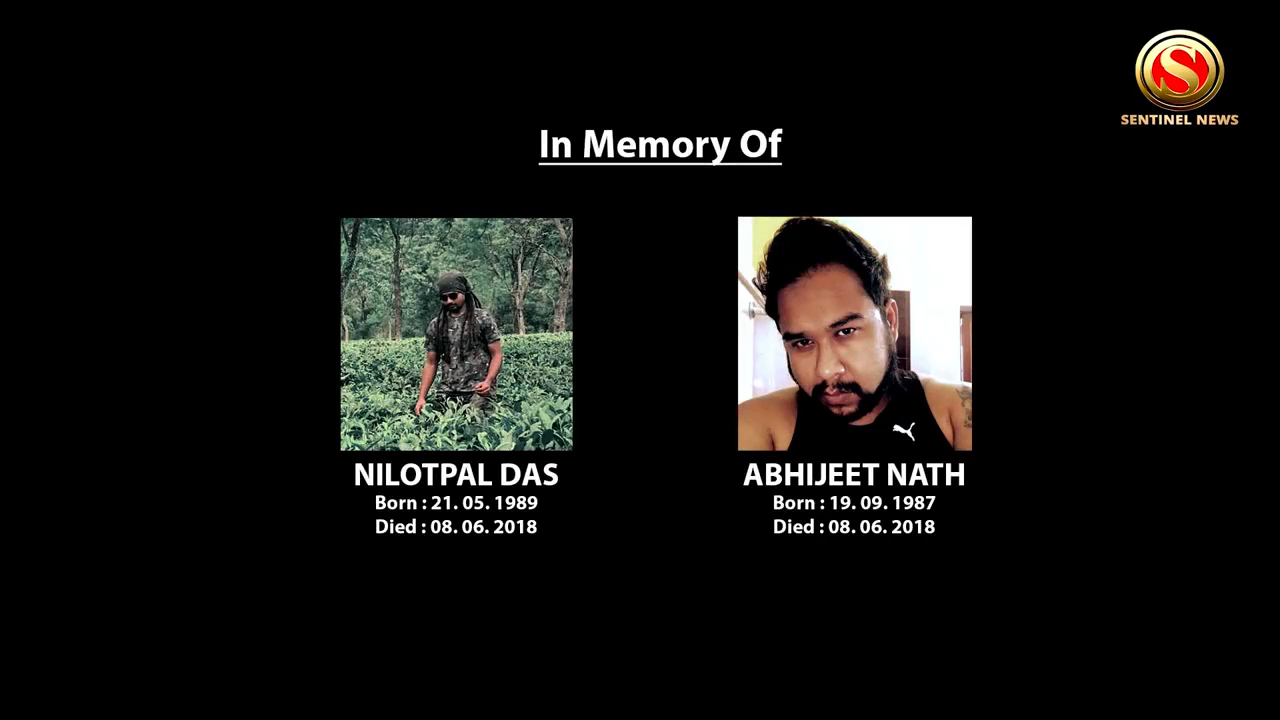 SENTINEL NEWS
In Memory Of
NILOTPAL DAS
Born : 21. 05. 1989
Died : 08. 06. 2018
ABHIJEET NATH
Born : 19. 09. 1987
Died : 08. 06. 2018